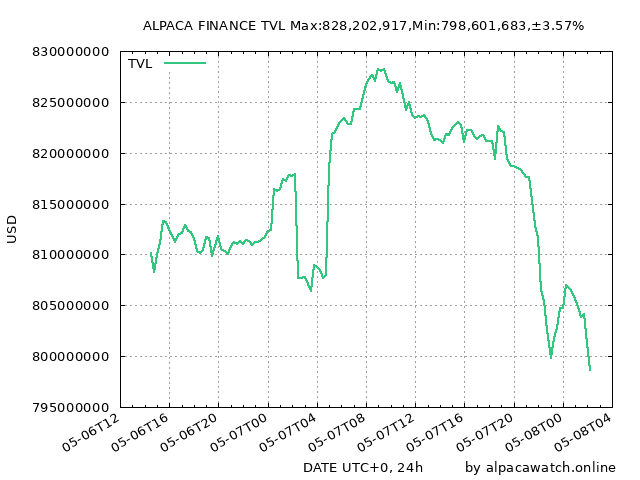 ALPACA FINANCE TVL Max:828,202,917,Min:798,601,683,±3.57%
830000000
TVL
825000000
820000000
815000000
USD
810000000
805000000
800000000
795000000
05-06T12
05-06T16
05-06T20
05-07T00
05-07T04
05-07T08
05-07T12
05-07T16
05-07T20
05-08T00
05-08T04
DATE UTC+0, 24h
by alpacawatch.online